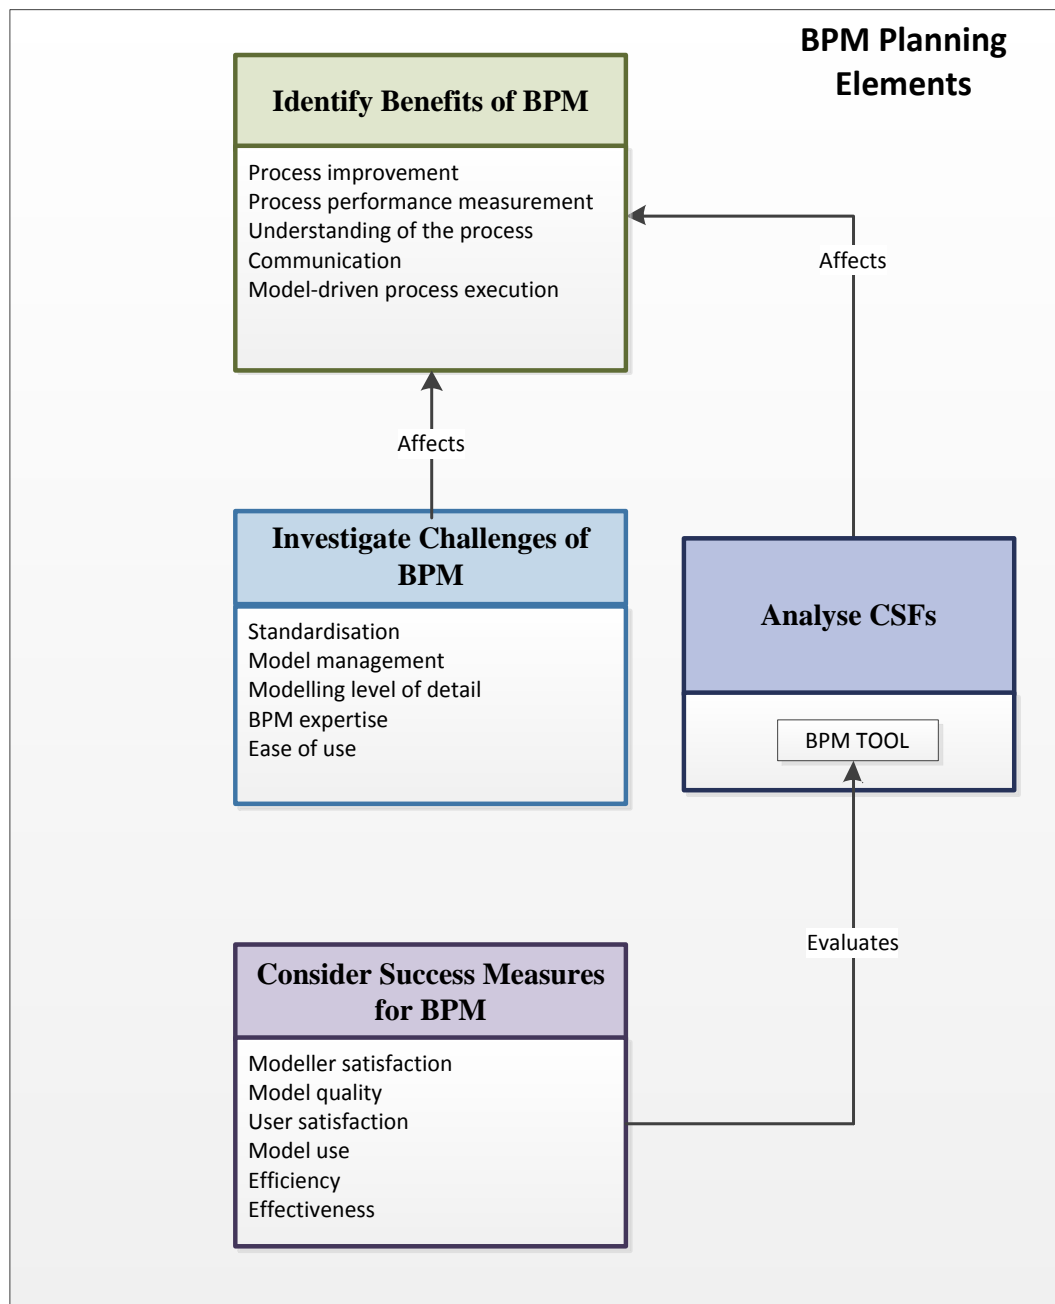 BPM Planning
Elements
Identify Benefits of BPM
Process improvement
Process performance measurement
Understanding of the process
Communication
Model-driven process execution
Affects
Affects
Investigate Challenges of
BPM
Standardisation
Model management
Modelling level of detail
BPM expertise
Ease of use
Analyse CSFs
BPM TOOL
Evaluates
Consider Success Measures
for BPM
Modeller satisfaction
Model quality
User satisfaction
Model use
Efficiency
Effectiveness